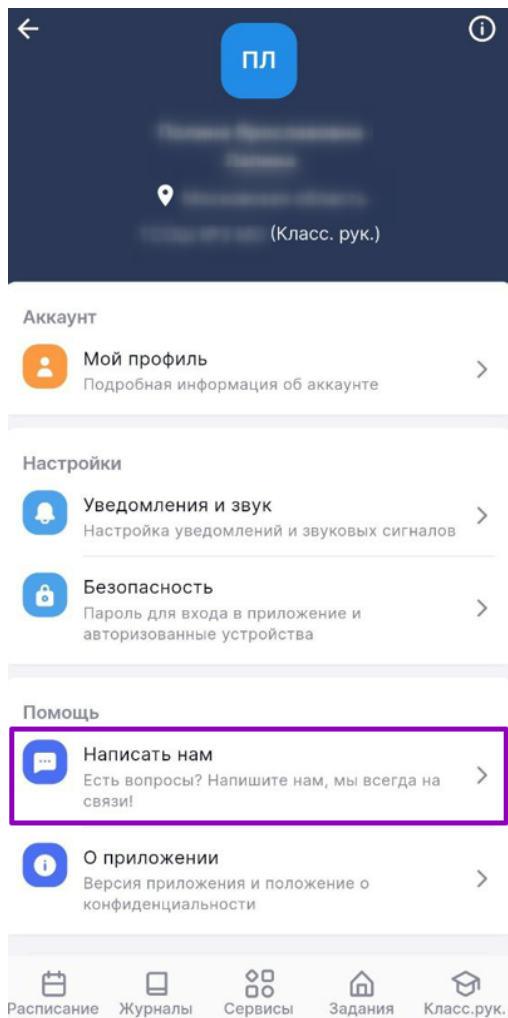 ПЛ
(Класс. рук.)
Аккаунт
Мой профиль
Подробная информация об аккаунте
Настройки
Уведомления и звук
Настройка уведомлений и звуковых сигналов
Безопасность
Пароль для входа в приложение и
авторизованные устройства
Помощь
Написать нам
Есть вопросы? Напишите нам, мы всегда на
связи!
О приложении
Версия приложения и положение о
конфиденциальности
Расписание Журналы Сервисы Задания Класс.рук.